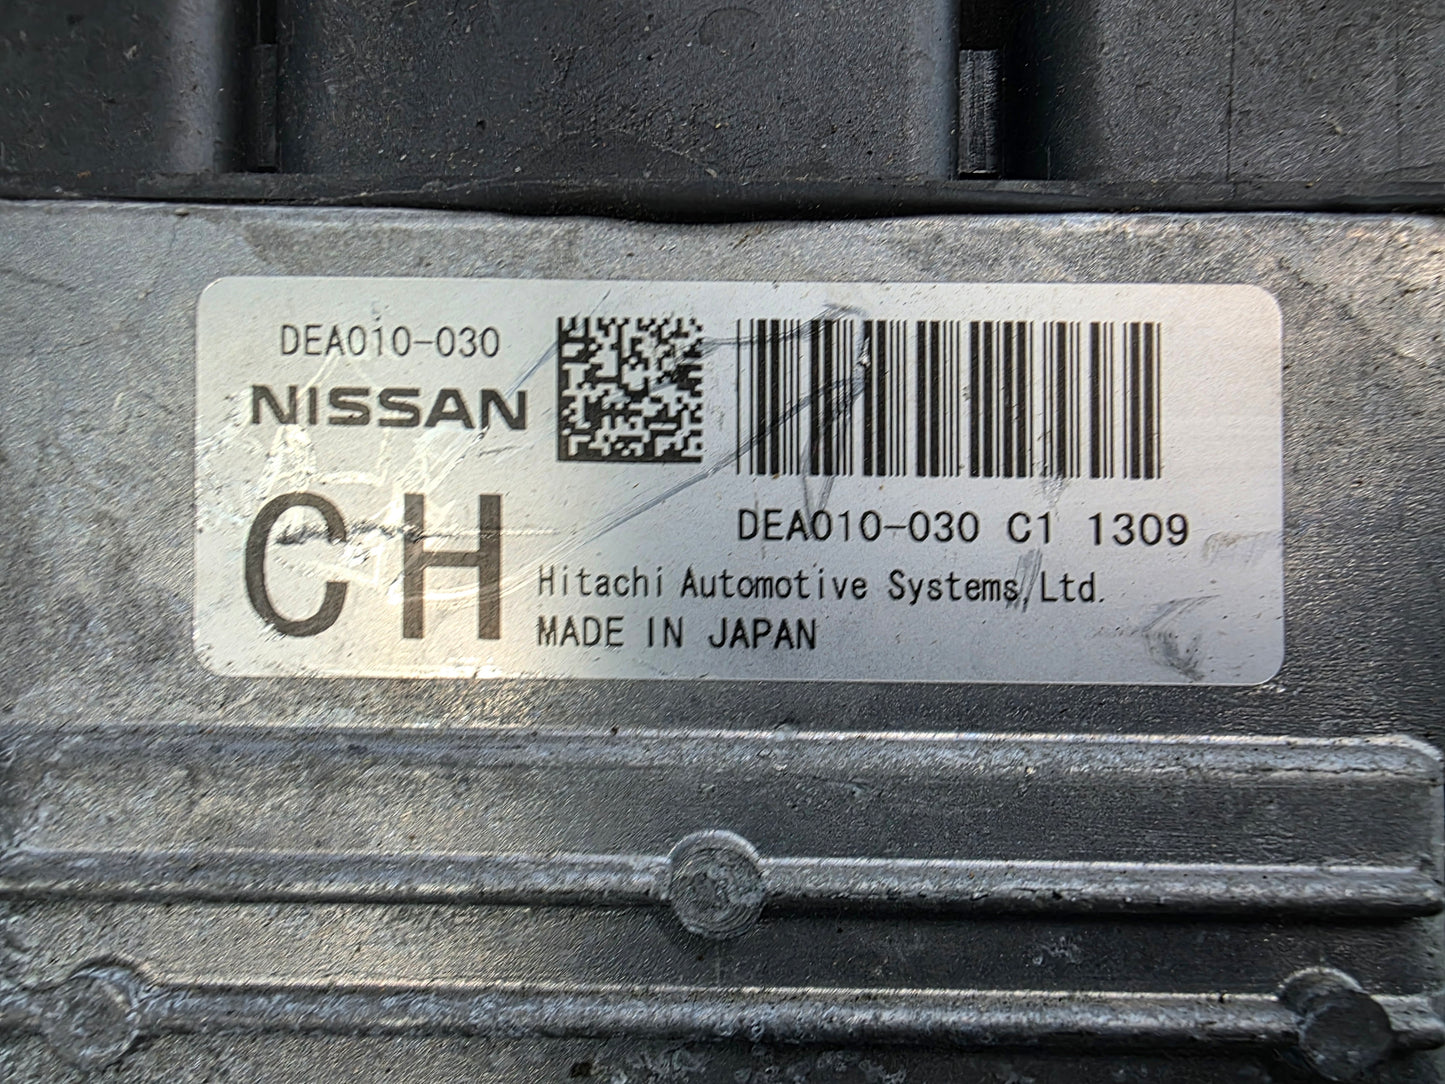 DEA010-030
NISSAN
CH
DEA010-030 C1 1309
Hitachi Automotive Systems,Ltd.
MADE IN JAPAN